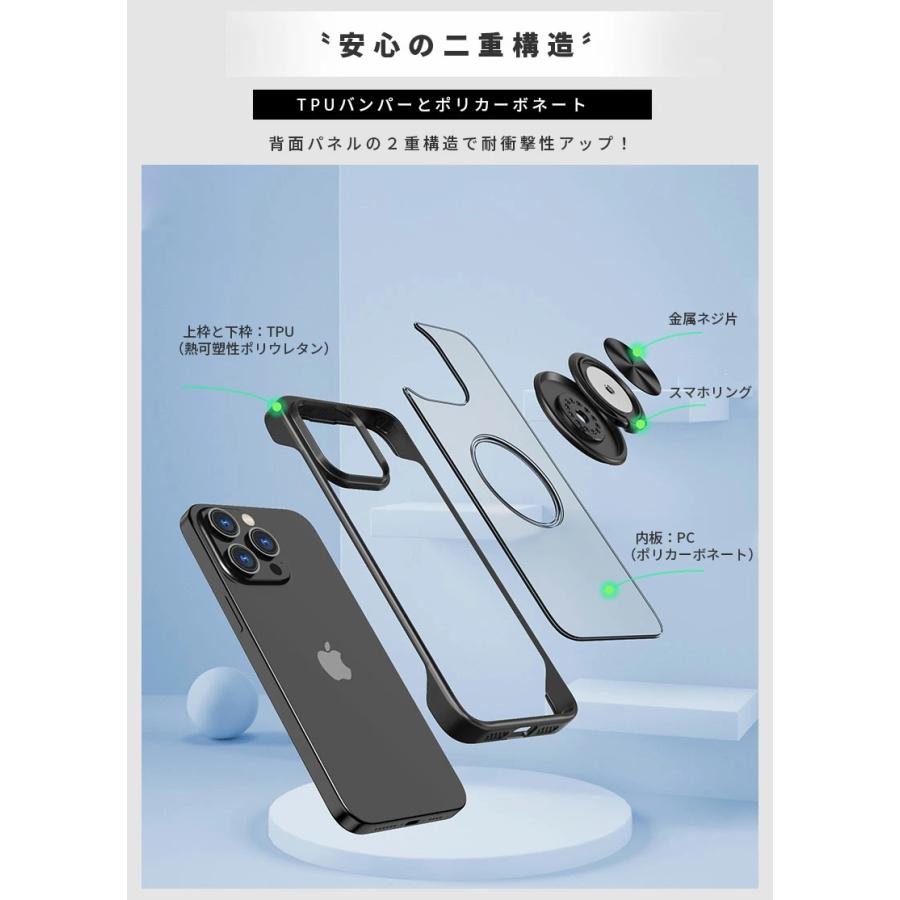 〝安心の二重構造〞
TPUバンパーとポリカーボネート
背面パネルの２重構造で耐衝撃性アップ！
上枠と下枠：TPU
（熱可塑性ポリウレタン）
金属ネジ片
スマホリング
内板：PC
（ポリカーボネート）